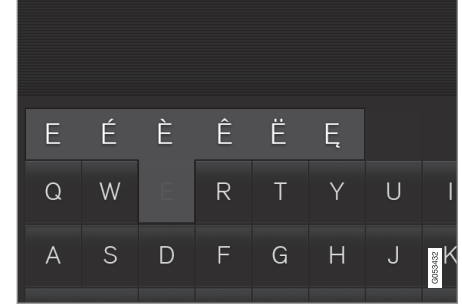 E É È Ê Ë Ę
Q W E R T Y U I
A S D F G H J K
G053432